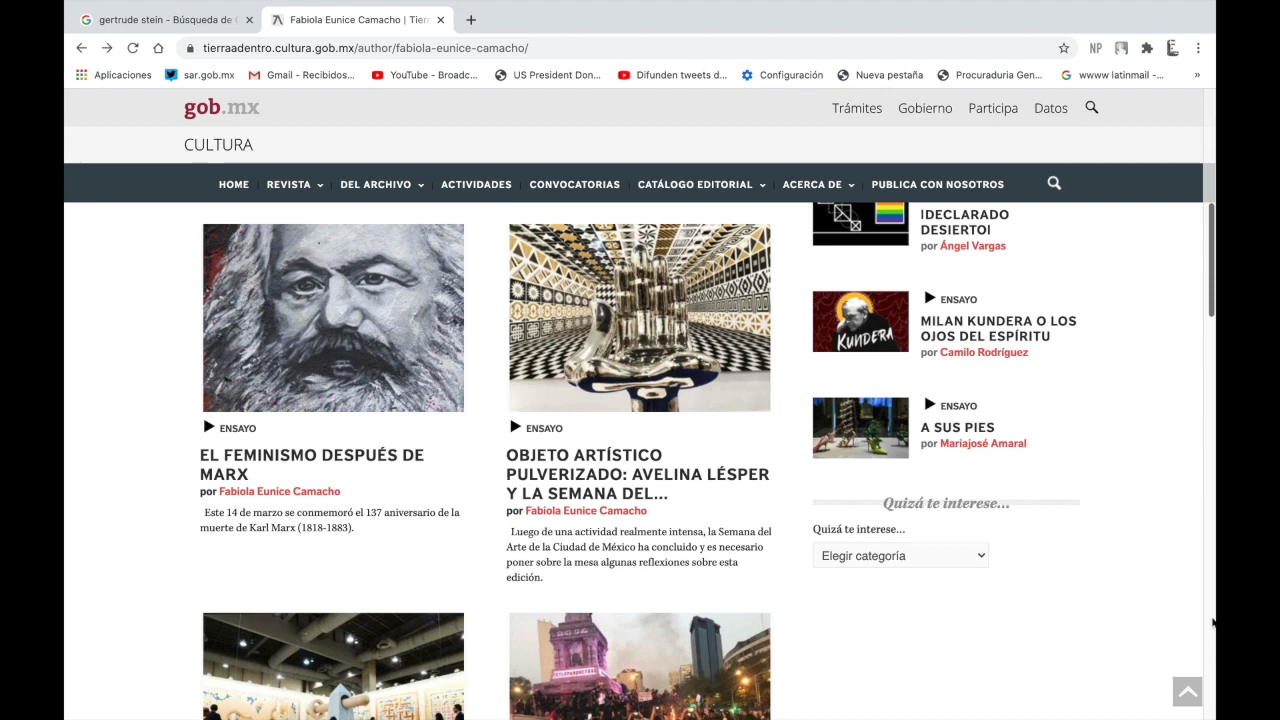 gertrude stein - Búsqueda de
Fabiola Eunice Camacho | Tierr
tierraadentro.cultura.gob.mx/author/fabiola-eunice-camacho/
NP
Aplicaciones
sar.gob.mx
Gmail - Recibidos...
YouTube - Broadc...
US President Don...
Difunden tweets d...
Configuración
Nueva pestaña
Procuraduria Gen...
wwww latinmail -...
»
gob.mx
Trámites
Gobierno
Participa
Datos
CULTURA
HOME
REVISTA
DEL ARCHIVO
ACTIVIDADES
CONVOCATORIAS
CATÁLOGO EDITORIAL
ACERCA DE
PUBLICA CON NOSOTROS
ENSAYO
EL FEMINISMO DESPUÉS DE
MARX
por Fabiola Eunice Camacho
Este 14 de marzo se conmemoró el 137 aniversario de la
muerte de Karl Marx (1818-1883).
ENSAYO
OBJETO ARTÍSTICO
PULVERIZADO: AVELINA LÉSPER
Y LA SEMANA DEL...
por Fabiola Eunice Camacho
Luego de una actividad realmente intensa, la Semana del
Arte de la Ciudad de México ha concluido y es necesario
poner sobre la mesa algunas reflexiones sobre esta
edición.
|DECLARADO
DESIERTO|
por Ángel Vargas
KUNDERA
ENSAYO
MILAN KUNDERA O LOS
OJOS DEL ESPÍRITU
por Camilo Rodríguez
ENSAYO
A SUS PIES
por Mariajosé Amaral
Quizá te interese...
Quizá te interese...
Elegir categoría